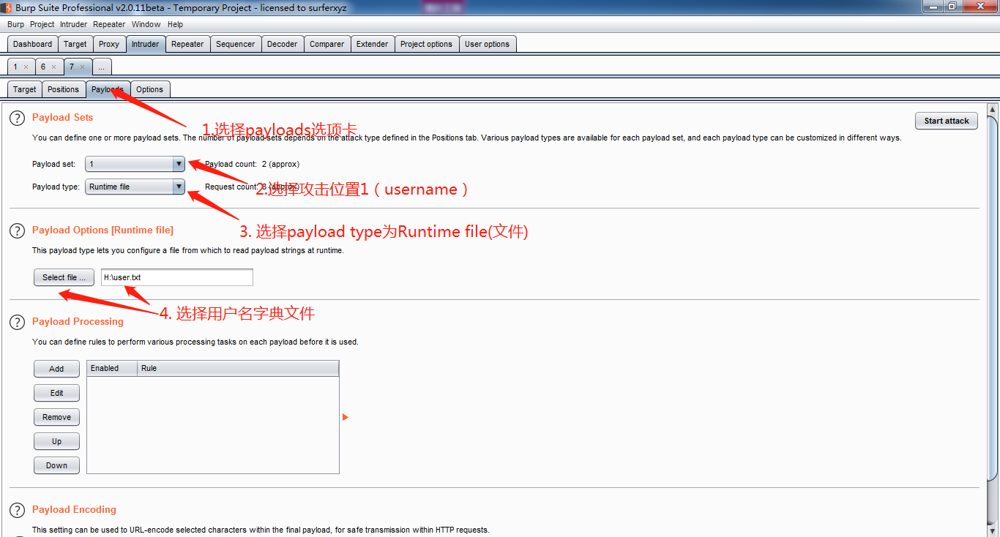 Burp Suite Professional v2.0.11beta - Temporary Project - licensed to surferxyz
Burp Project Intruder Repeater Window Help
Dashboard Target Proxy Intruder Repeater Sequencer Decoder Comparer Extender Project options User options
1 × 6 × 7 × ...
Target Positions Payloads Options
? Payload Sets
Start attack
1.选择payloads选项卡
You can define one or more payload sets. The number of payload sets depends on the attack type defined in the Positions tab. Various payload types are available for each payload set, and each payload type can be customized in different ways.
Payload set: 1 Payload count: 2 (approx)
Payload type: Runtime file Request count: (approx)
2.选择攻击位置1（username）
? Payload Options [Runtime file]
3. 选择payload type为Runtime file(文件)
This payload type lets you configure a file from which to read payload strings at runtime.
Select file ... H:\user.txt
4. 选择用户名字典文件
? Payload Processing
You can define rules to perform various processing tasks on each payload before it is used.
Add Enabled Rule
Edit
Remove
Up
Down
? Payload Encoding
This setting can be used to URL-encode selected characters within the final payload, for safe transmission within HTTP requests.